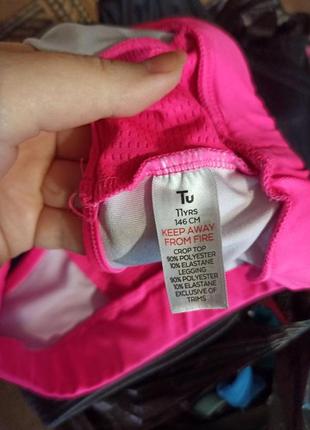 Tu
11YRS
146 CM
KEEP AWAY
FROM FIRE
CROP TOP
90% POLYESTER
10% ELASTANE
LEGGING
90% POLYESTER
10% ELASTANE
EXCLUSIVE OF
TRIMS